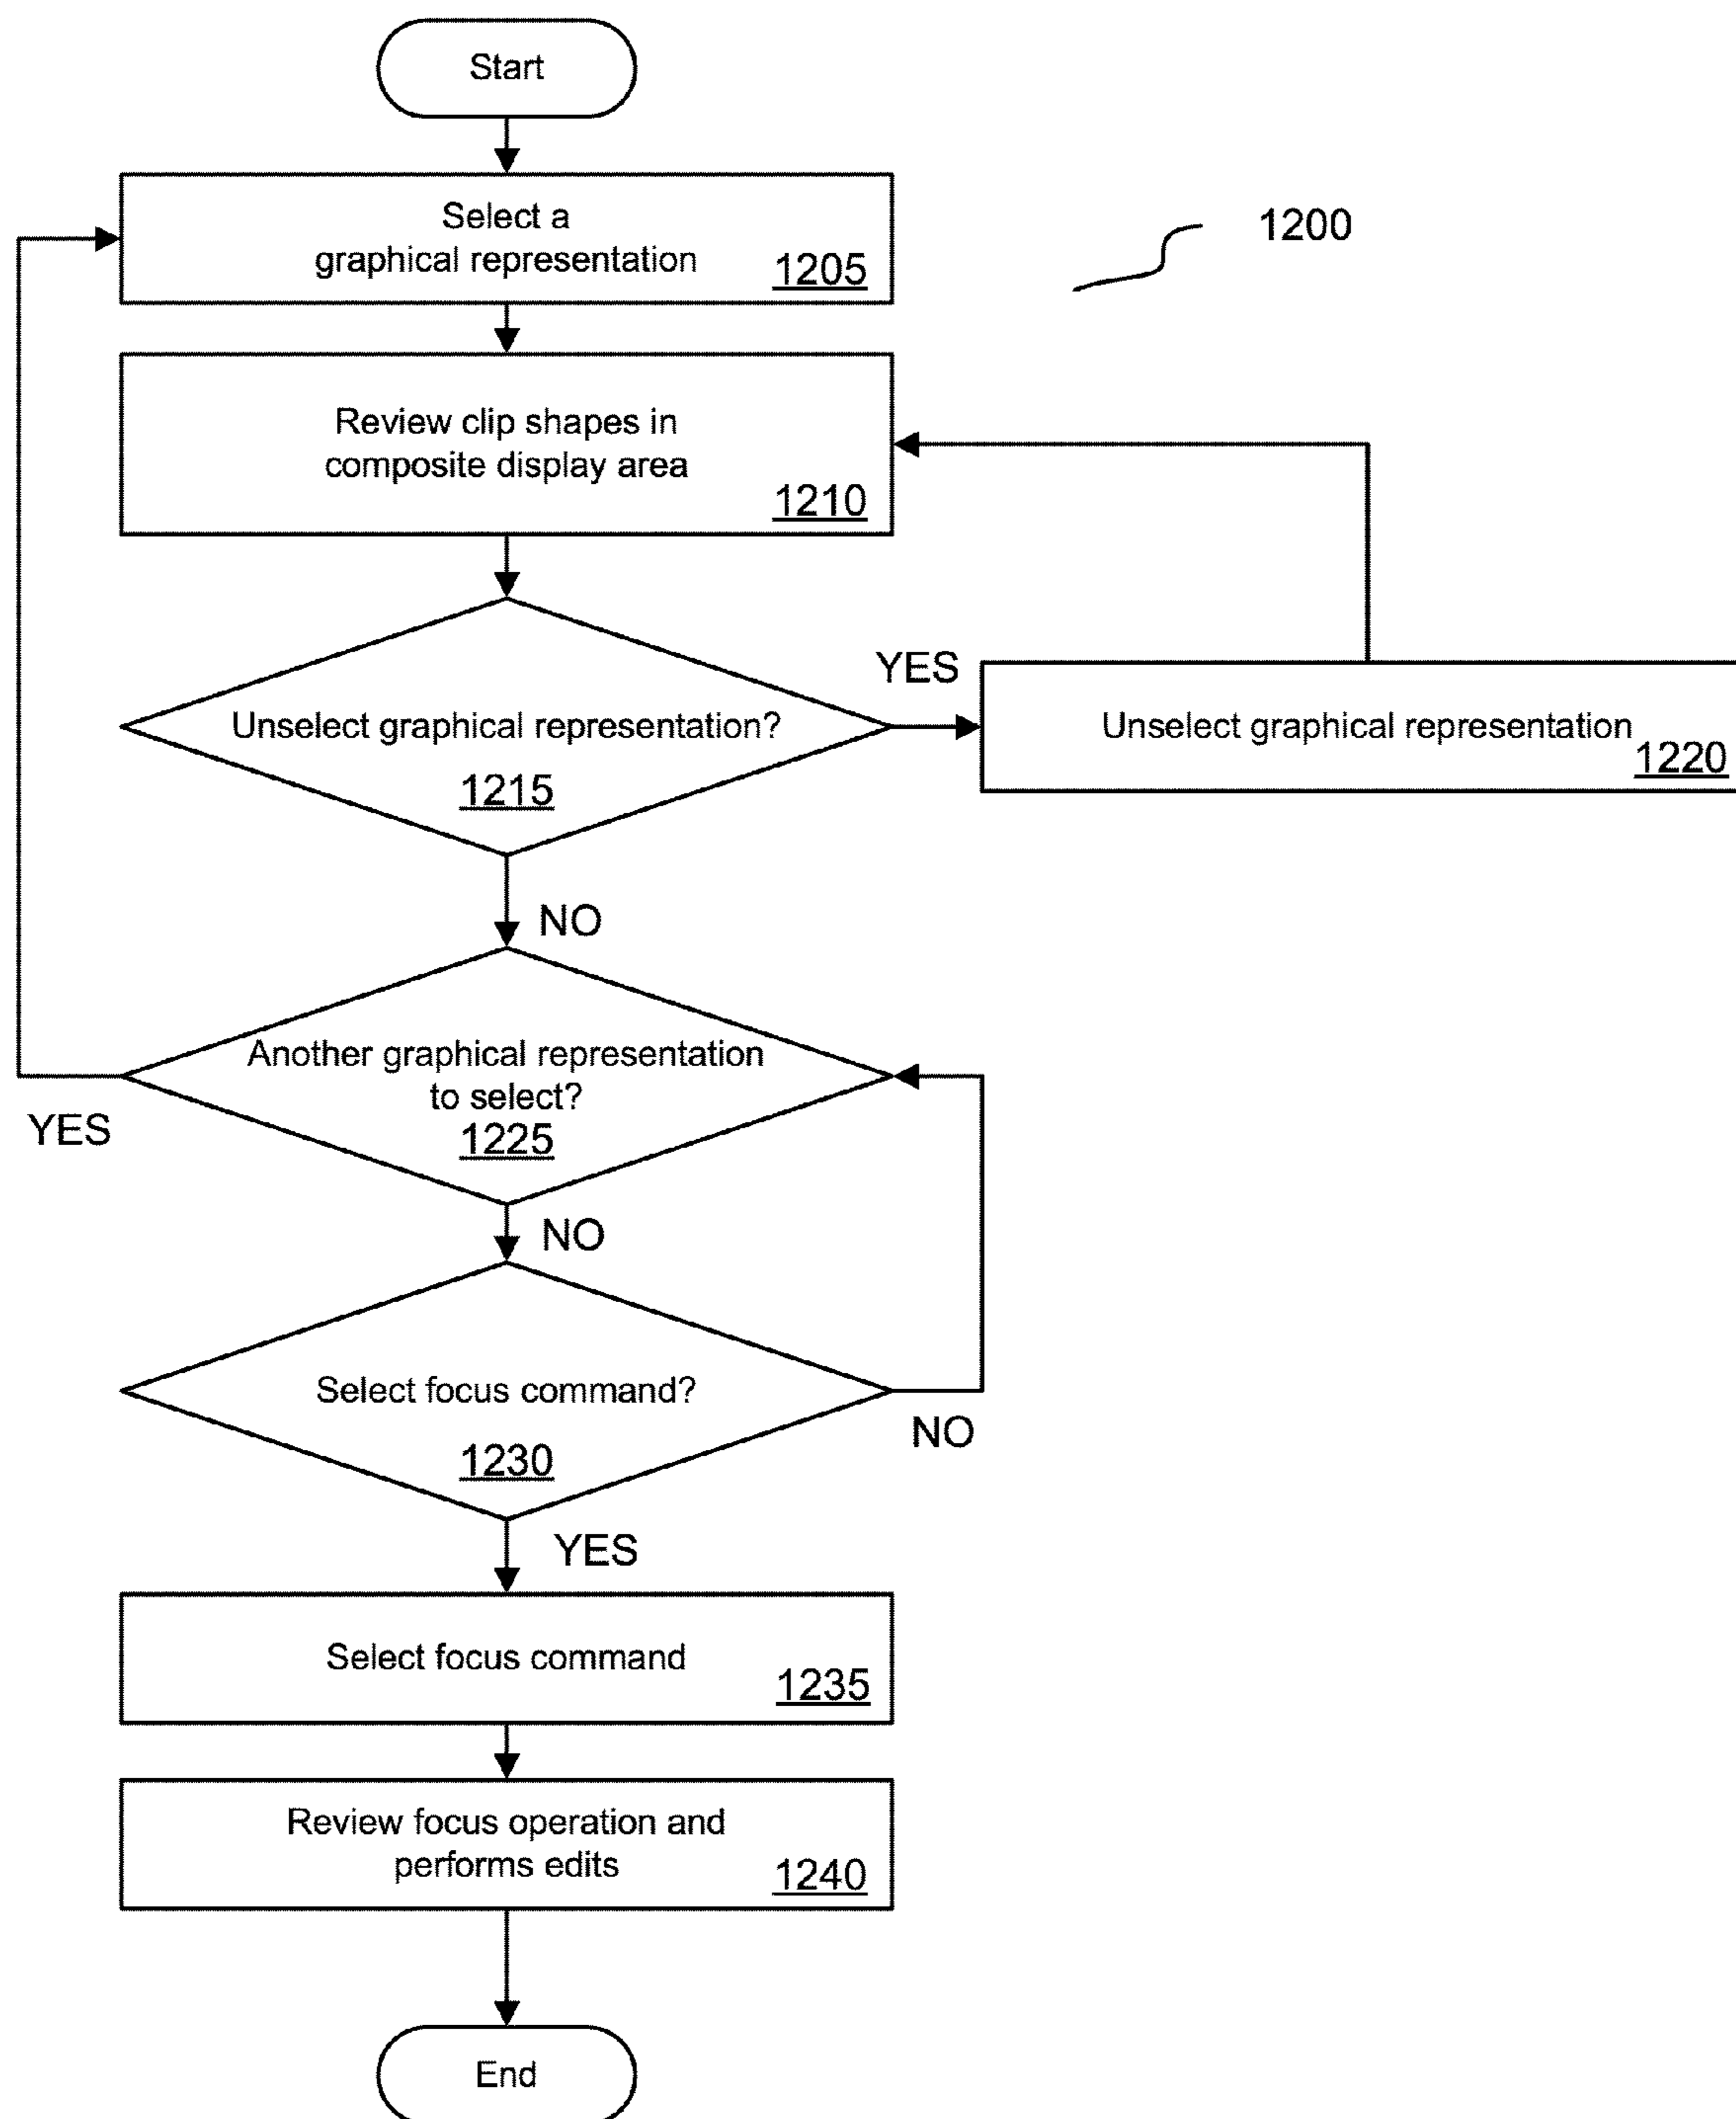 Start
Select a
graphical representation
1205
1200
Review clip shapes in
composite display area
1210
YES
Unselect graphical representation?
1215
Unselect graphical representation
1220
NO
Another graphical representation
to select?
1225
YES
NO
Select focus command?
1230
NO
YES
Select focus command
1235
Review focus operation and
performs edits
1240
End